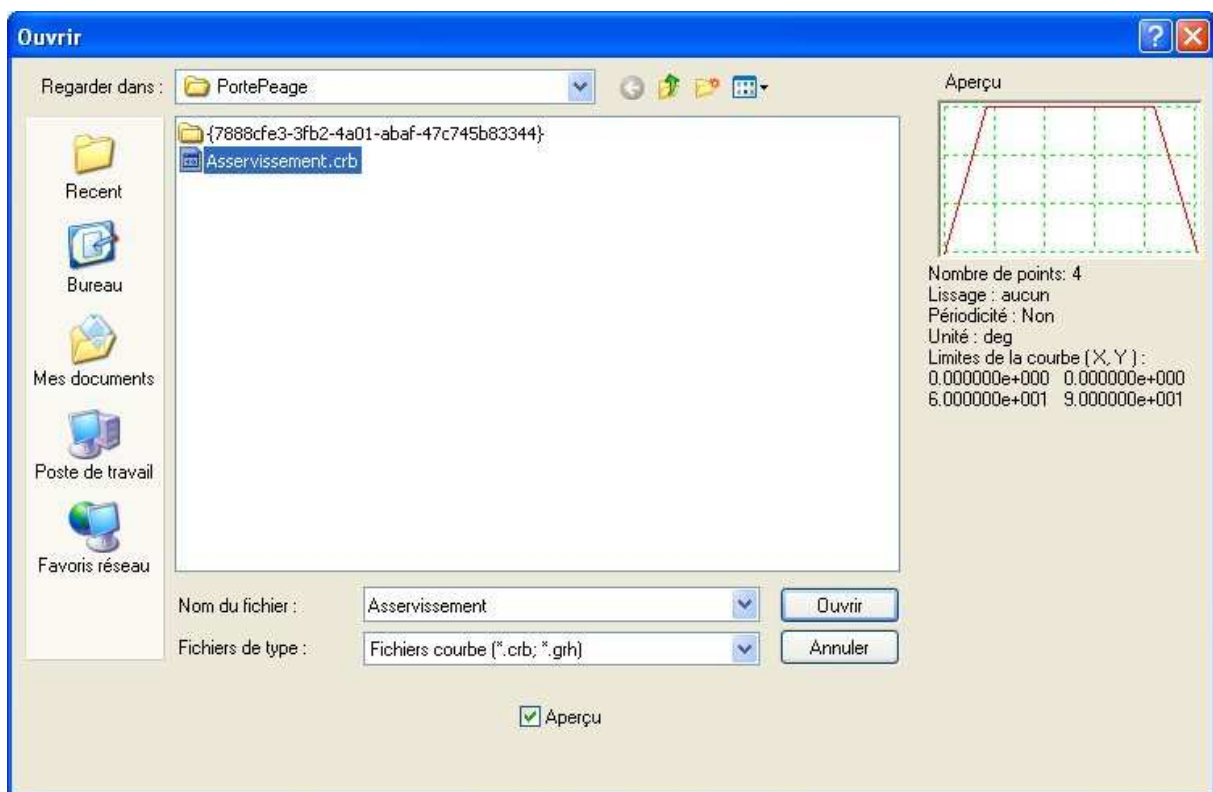 Ouvrir
Regarder dans :
PortePeage
Aperçu
{7888cfe3-3fb2-4a01-abaf-47c745b83344}
Asservissement.crb
Recent
Bureau
Mes documents
Poste de travail
Favoris réseau
Nombre de points: 4
Lissage : aucun
Périodicité : Non
Unité : deg
Limites de la courbe ( X, Y ) :
0.000000e+000 0.000000e+000
6.000000e+001 9.000000e+001
Nom du fichier :
Asservissement
Ouvrir
Fichiers de type :
Fichiers courbe (*.crb; *.grh)
Annuler
Aperçu